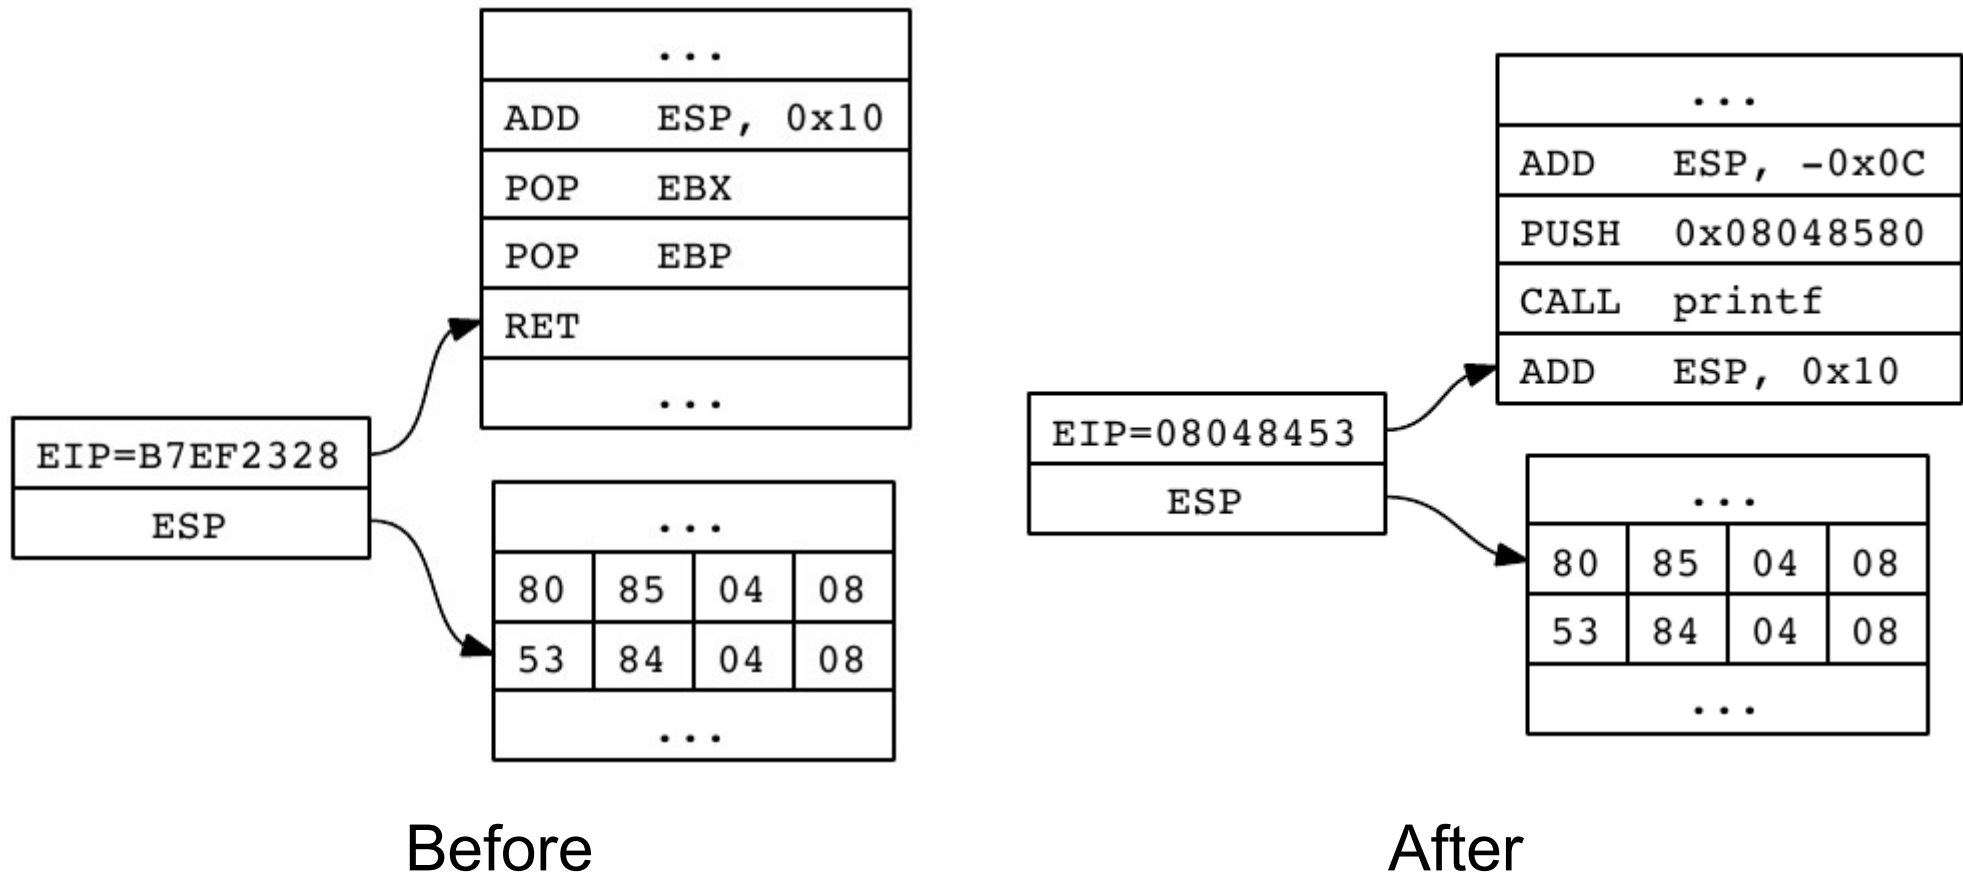 ...
ADD ESP, 0x10
POP EBX
POP EBP
RET
...
EIP=B7EF2328
ESP
...
80 85 04 08
53 84 04 08
...
Before
...
ADD ESP, -0x0C
PUSH 0x08048580
CALL printf
ADD ESP, 0x10
EIP=08048453
ESP
...
80 85 04 08
53 84 04 08
...
After